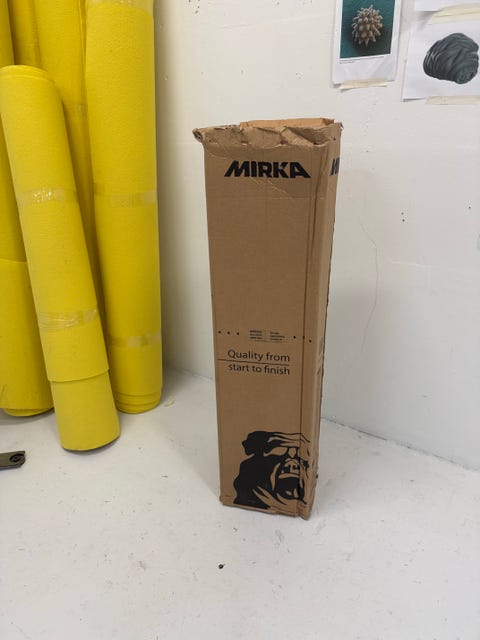 MIRKA
Quality from
start to finish